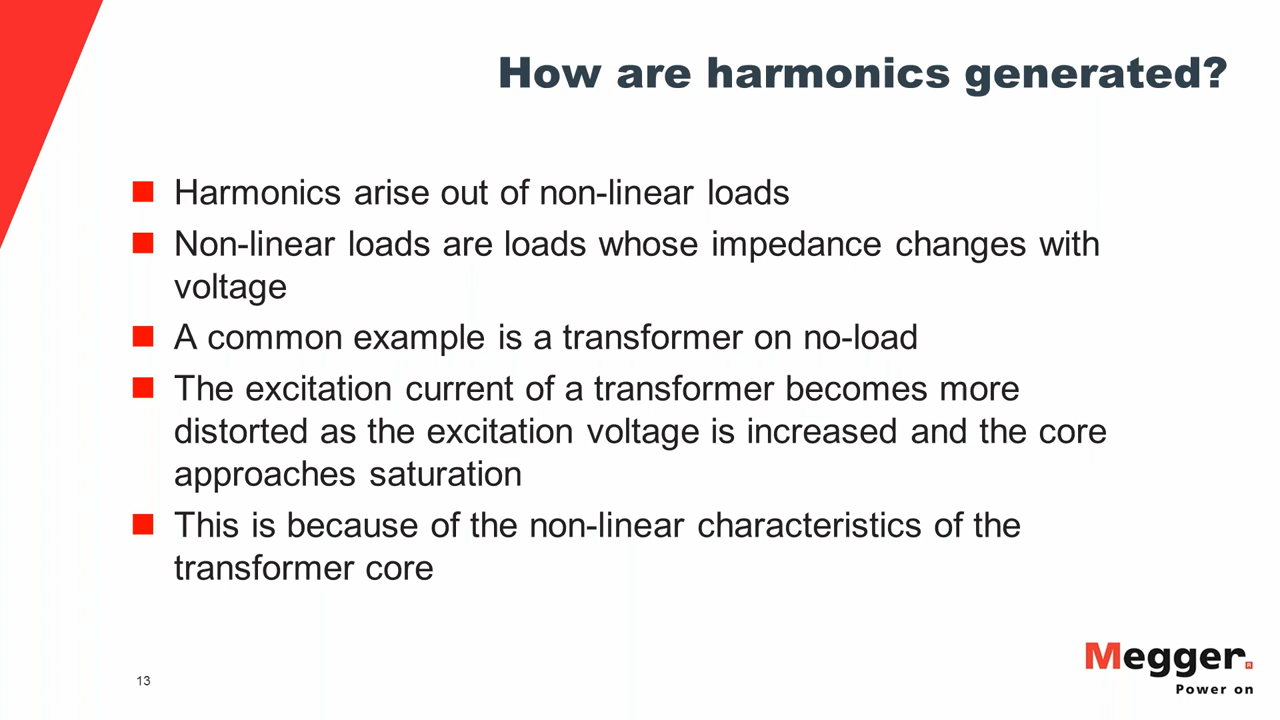 How are harmonics generated?
Harmonics arise out of non-linear loads
Non-linear loads are loads whose impedance changes with
voltage
A common example is a transformer on no-load
The excitation current of a transformer becomes more
distorted as the excitation voltage is increased and the core
approaches saturation
This is because of the non-linear characteristics of the
transformer core
13
Megger.
Power on